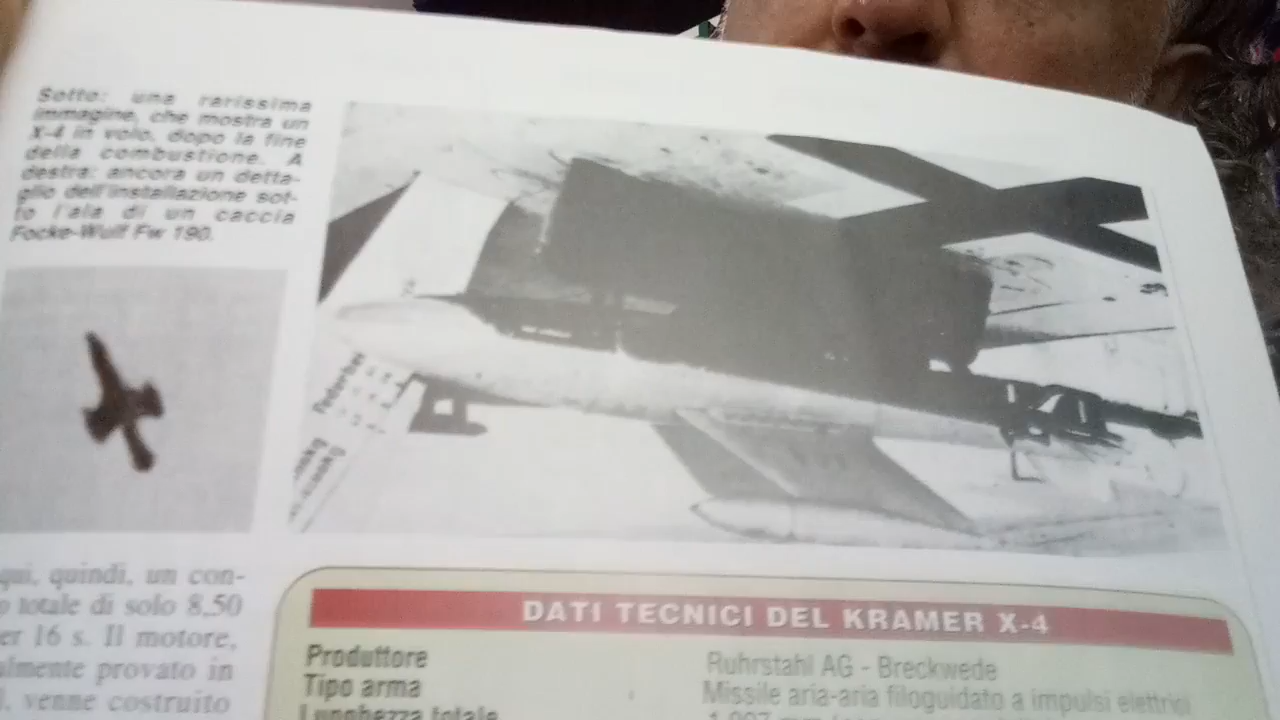 Sotto: una rarissima
immagine, che mostra un
X-4 in volo, dopo la fine
della combustione. A
destra: ancora un detta-
glio dell'installazione sot-
to l'ala di un caccia
Focke-Wulf Fw 190.
qui, quindi, un con-
totale di solo 8,50
er 16 s. Il motore,
almente provato in
venne costruito
DATI TECNICI DEL KRAMER X-4
Produttore Ruhrstahl AG - Breckwede
Tipo arma Missile aria-aria filoguidato a impulsi elettrici
Lunghezza totale